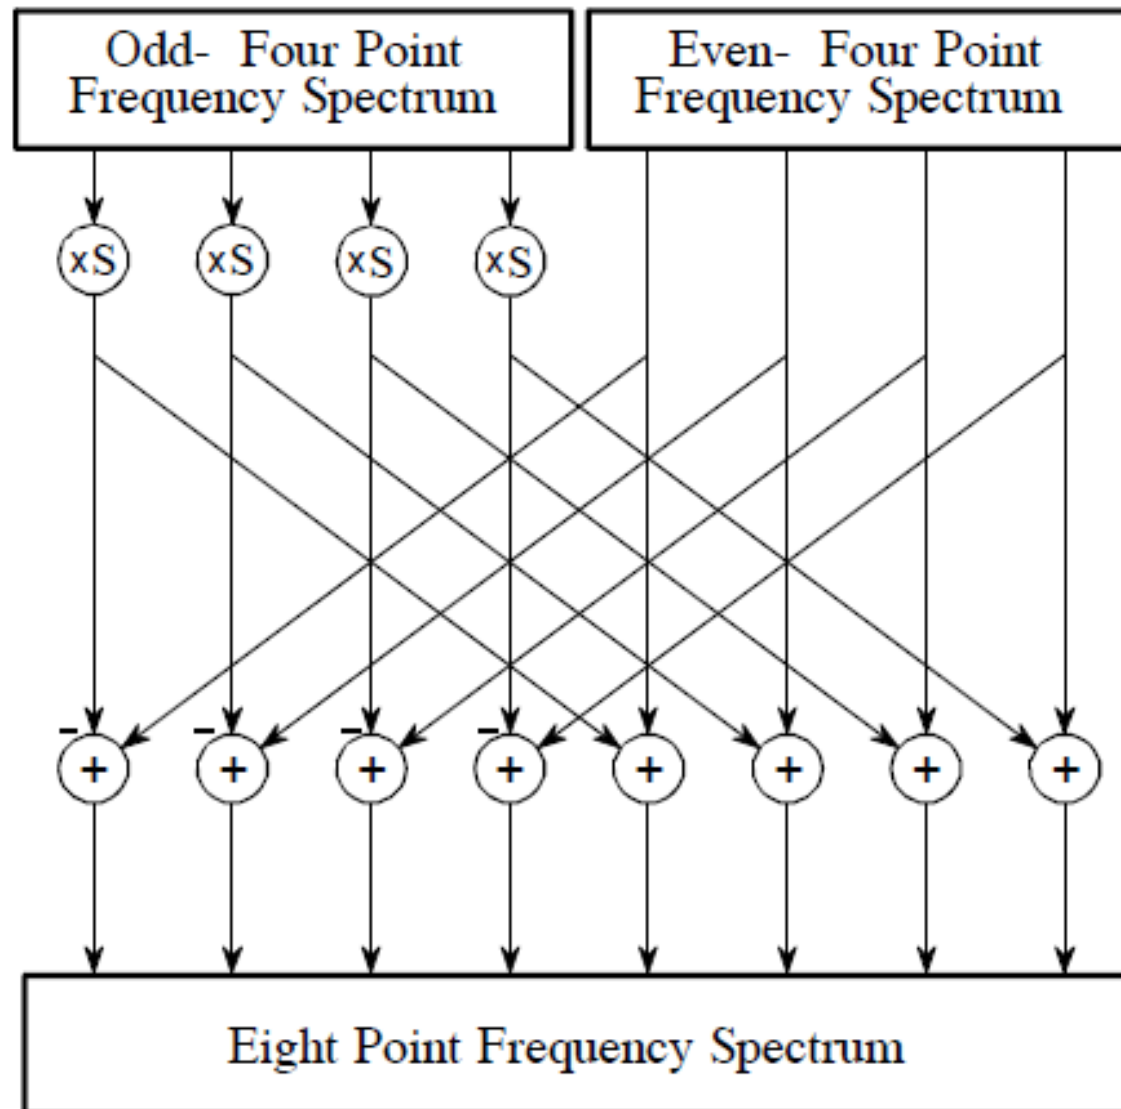 Odd- Four Point
Frequency Spectrum
Even- Four Point
Frequency Spectrum
xS xS xS xS
- + - + - + - + + + + +
Eight Point Frequency Spectrum